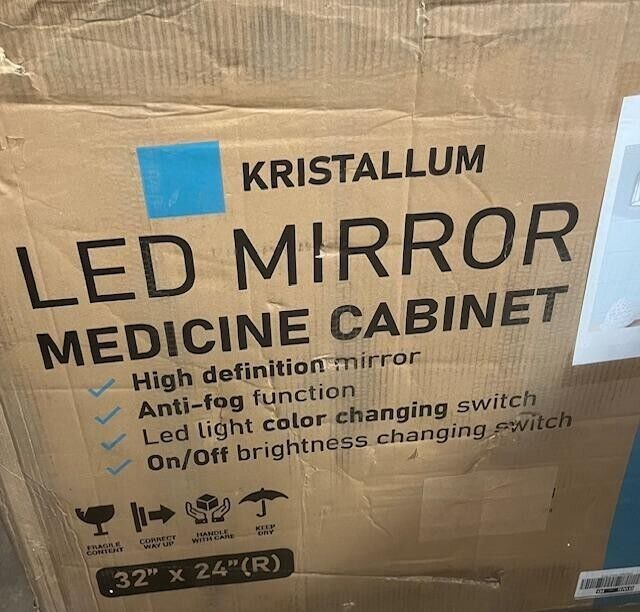 KRISTALLUM
LED MIRROR
MEDICINE CABINET
High definition mirror
Anti-fog function
Led light color changing switch
On/Off brightness changing switch
FRAGILE CONTENT
CORRECT WAY UP
HANDLE WITH CARE
KEEP DRY
32" X 24"(R)